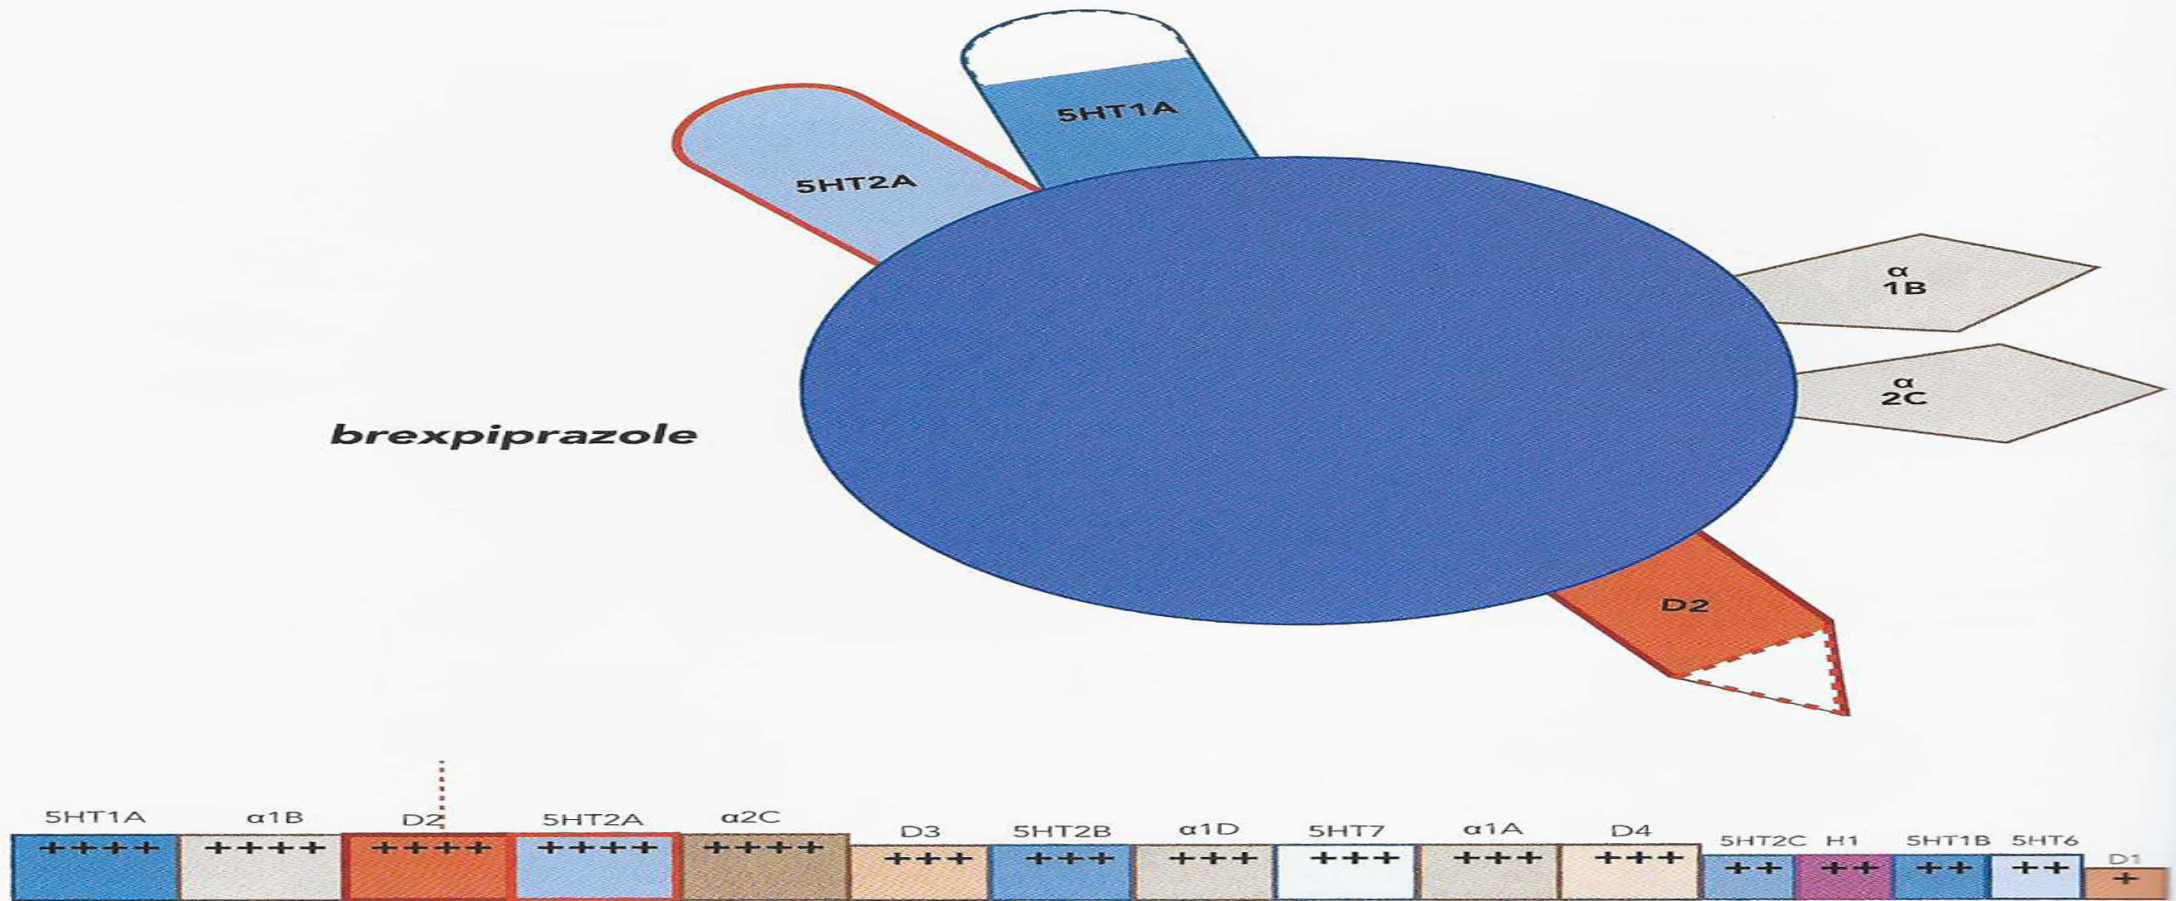 5HT1A
5HT2A
α
1B
α
2C
brexpiprazole
D2
5HT1A α1B D2 5HT2A α2C D3 5HT2B α1D 5HT7 α1A D4 5HT2C H1 5HT1B 5HT6 D1
++++ ++++ ++++ ++++ ++++ +++ +++ +++ +++ +++ +++ ++ ++ ++ ++ +